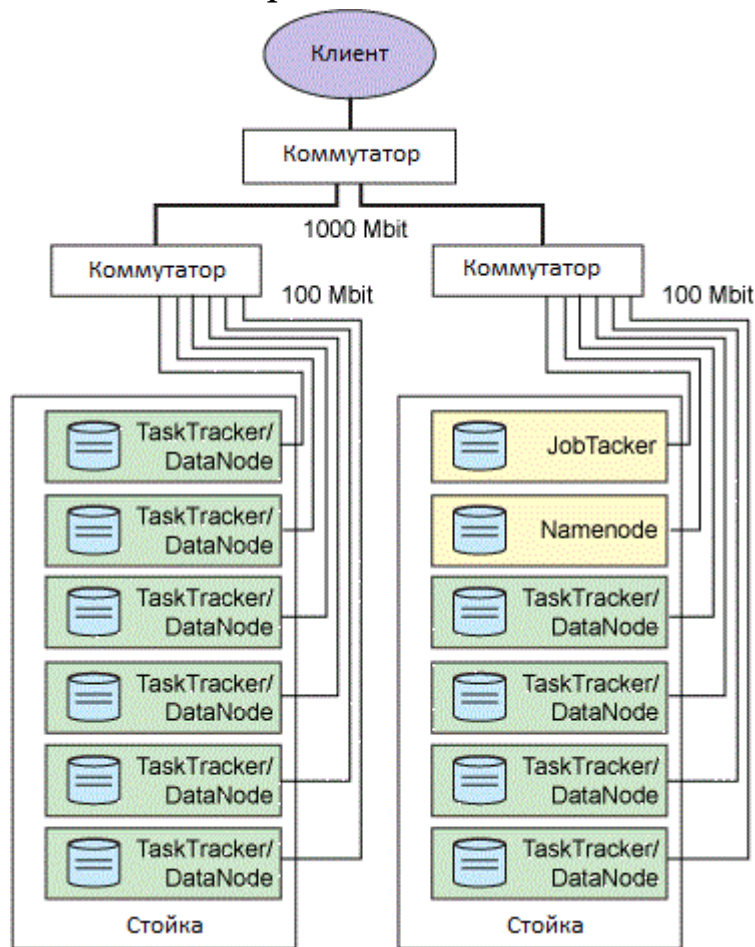 Клиент
Коммутатор
1000 Mbit
Коммутатор
Коммутатор
100 Mbit
100 Mbit
TaskTracker/
DataNode
TaskTracker/
DataNode
TaskTracker/
DataNode
TaskTracker/
DataNode
TaskTracker/
DataNode
TaskTracker/
DataNode
Стойка
JobTacker
Namenode
TaskTracker/
DataNode
TaskTracker/
DataNode
TaskTracker/
DataNode
TaskTracker/
DataNode
Стойка